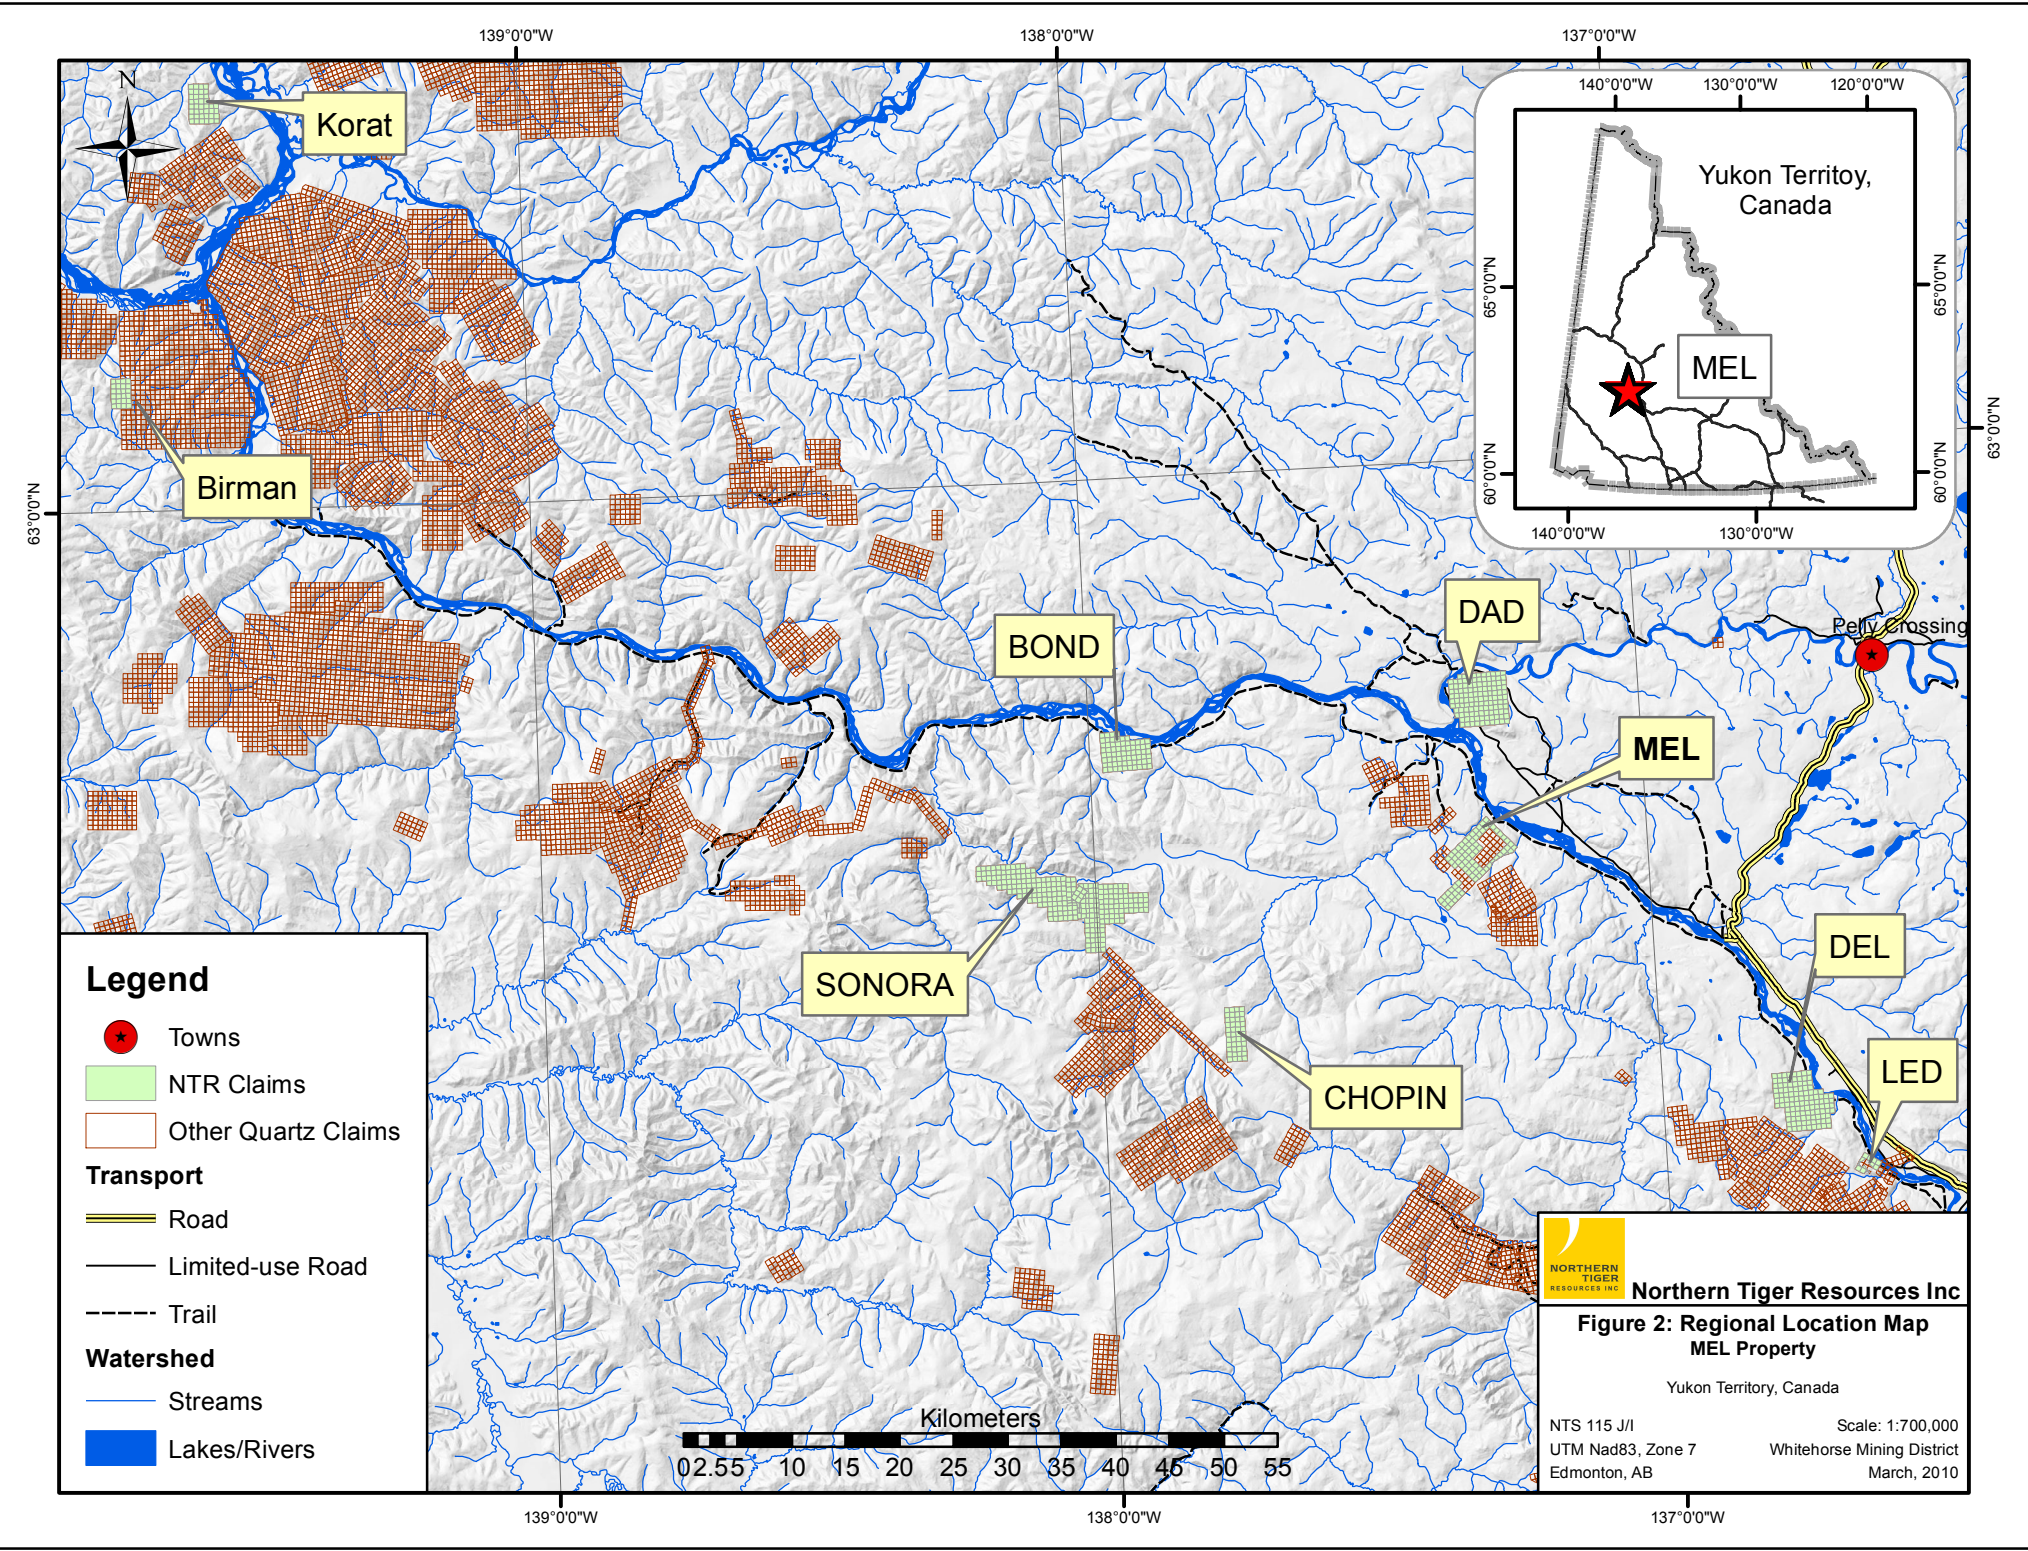 139°0'0"W
138°0'0"W
137°0'0"W
N
Korat
140°0'0"W
130°0'0"W
120°0'0"W
Yukon Territoy,
Canada
65°0'0"N
65°0'0"N
MEL
60°0'0"N
60°0'0"N
140°0'0"W
130°0'0"W
63°0'0"N
Birman
63°0'0"N
DAD
Pelly Crossing
BOND
MEL
SONORA
DEL
LED
CHOPIN
Legend
Towns
NTR Claims
Other Quartz Claims
Transport
Road
Limited-use Road
Trail
Watershed
Streams
Lakes/Rivers
Kilometers
0 2.5 5 10 15 20 25 30 35 40 45 50 55
NORTHERN
TIGER
RESOURCES INC
Northern Tiger Resources Inc
Figure 2: Regional Location Map
MEL Property
Yukon Territory, Canada
NTS 115 J/I
Scale: 1:700,000
UTM Nad83, Zone 7
Whitehorse Mining District
Edmonton, AB
March, 2010
139°0'0"W
138°0'0"W
137°0'0"W